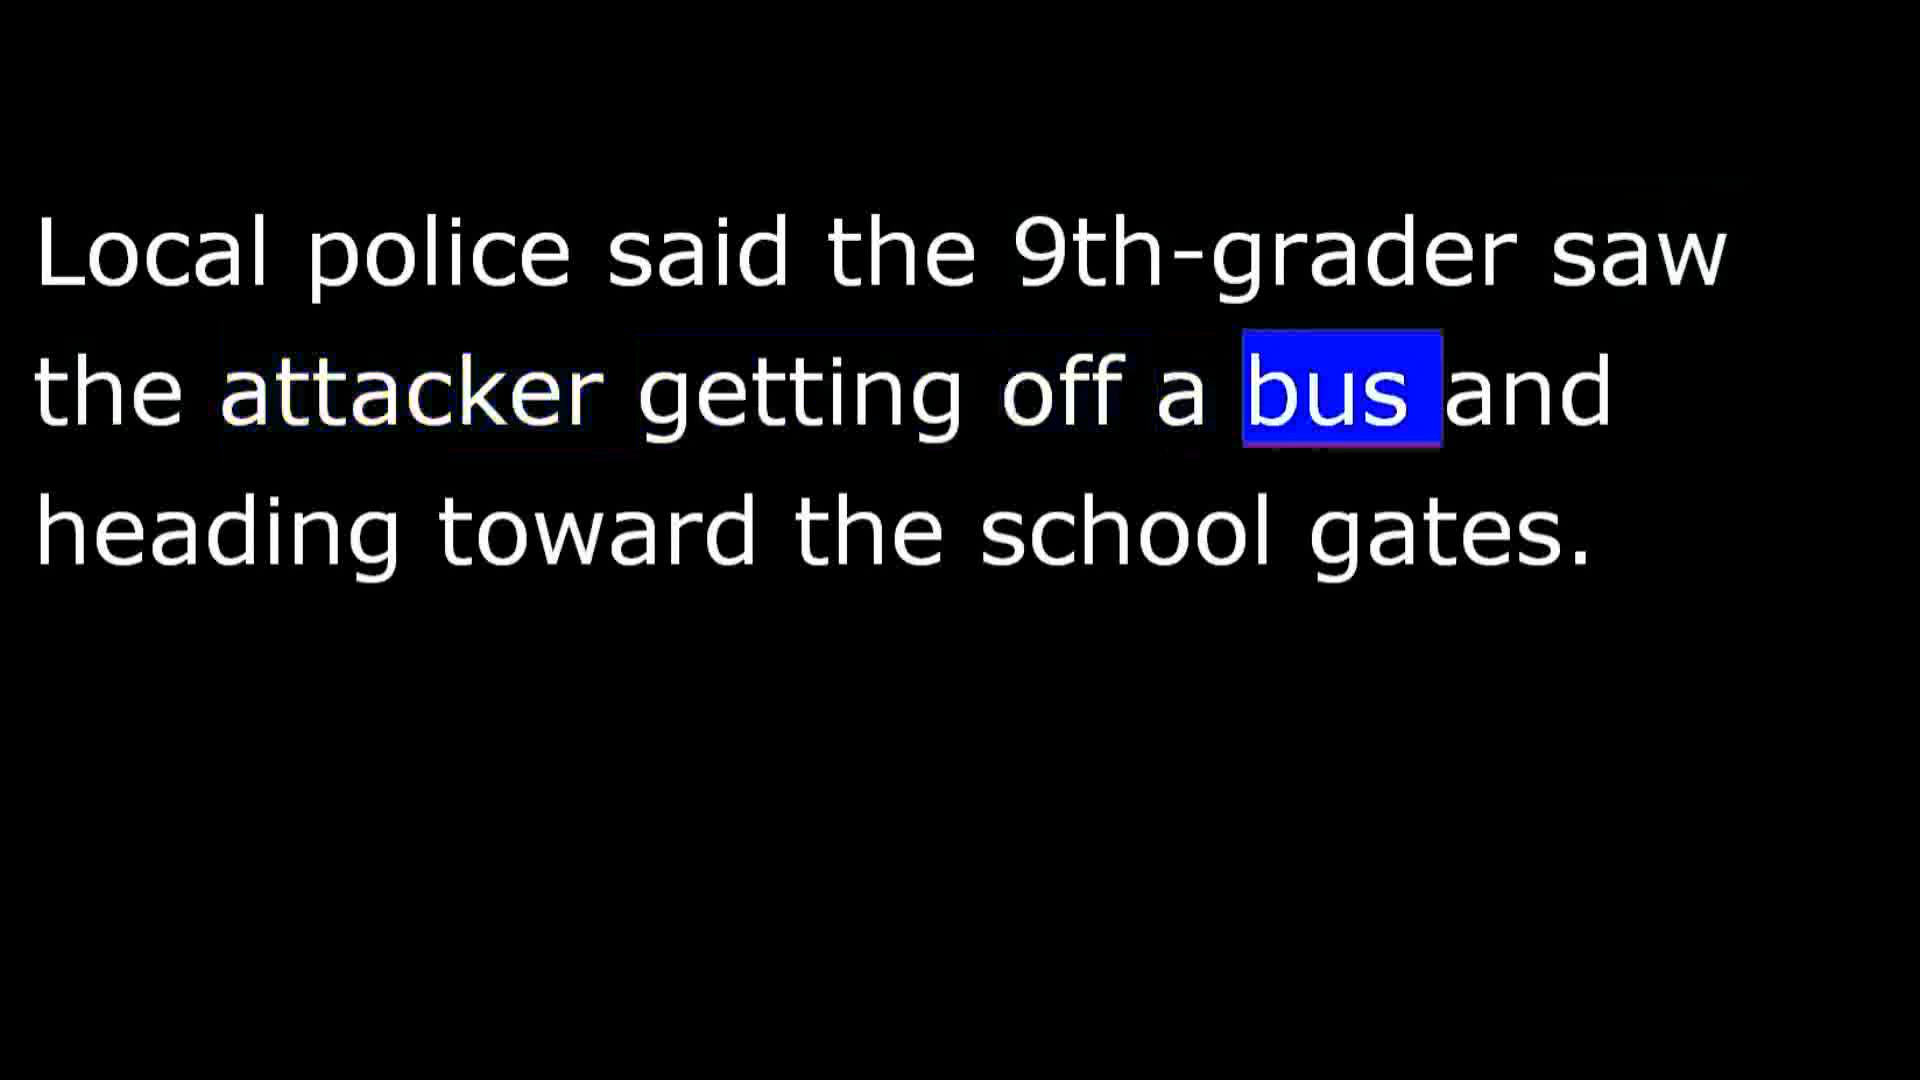 Local police said the 9th-grader saw
the attacker getting off a bus and
heading toward the school gates.